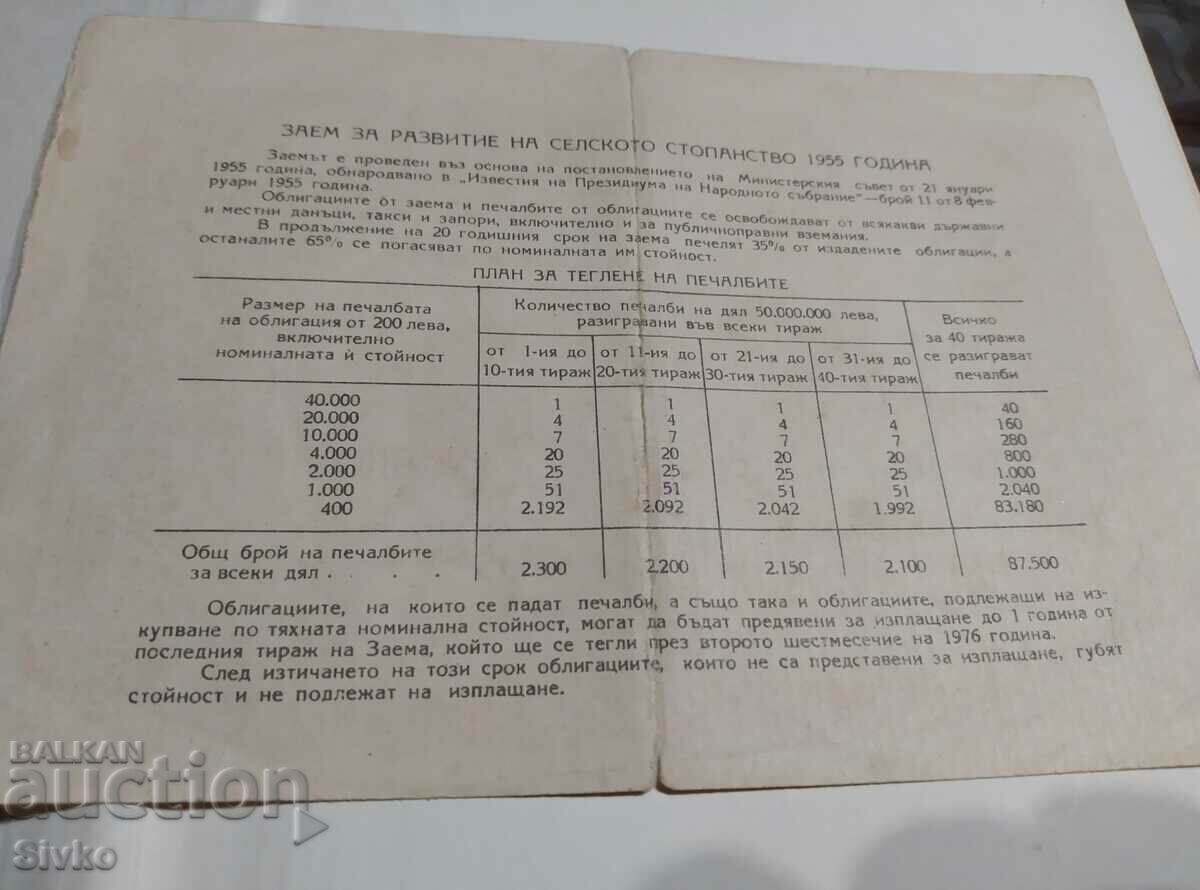 ЗАЕМ ЗА РАЗВИТИЕ НА СЕЛСКОТО СТОПАНСТВО 1955 ГОДИНА
Заемът е проведен въз основа на постановлението на Министерския съвет от 21 януари
1955 година, обнародвано в „Известия на Президиума на Народното събрание" — брой 11 от 8 фев-
руари 1955 година.
Облигациите от заема и печалбите от облигациите се освобождават от всякакви държавни
и местни данъци, такси и запори, включително и за публичноправни вземания.
В продължение на 20 годишния срок на заема печелят 35% от издадените облигации, а
останалите 65% се погасяват по номиналната им стойност.
ПЛАН ЗА ТЕГЛЕНЕ НА ПЕЧАЛБИТЕ
Размер на печалбата
на облигация от 200 лева,
включително
номиналната ѝ стойност
Количество печалби на дял 50.000.000 лева,
разигравани във всеки тираж
от 1-ия до
10-тия тираж
от 11-ия до
20-тия тираж
от 21-ия до
30-тия тираж
от 31-ия до
40-тия тираж
Всичко
за 40 тиража
се разиграват
печалби
40.000 1 1 1 1 40
20.000 4 4 4 4 160
10.000 7 7 7 7 280
4.000 20 20 20 20 800
2.000 25 25 25 25 1.000
1.000 51 51 51 51 2.040
400 2.192 2.092 2.042 1.992 83.180
Общ брой на печалбите
за всеки дял . . . . 2.300 2.200 2.150 2.100 87.500
Облигациите, на които се падат печалби, а също така и облигациите, подлежащи на из-
купване по тяхната номинална стойност, могат да бъдат предявени за изплащане до 1 година от
последния тираж на Заема, който ще се тегли през второто шестмесечие на 1976 година.
След изтичането на този срок облигациите, които не са представени за изплащане, губят
стойност и не подлежат на изплащане.
BALKAN
auction
Sivko